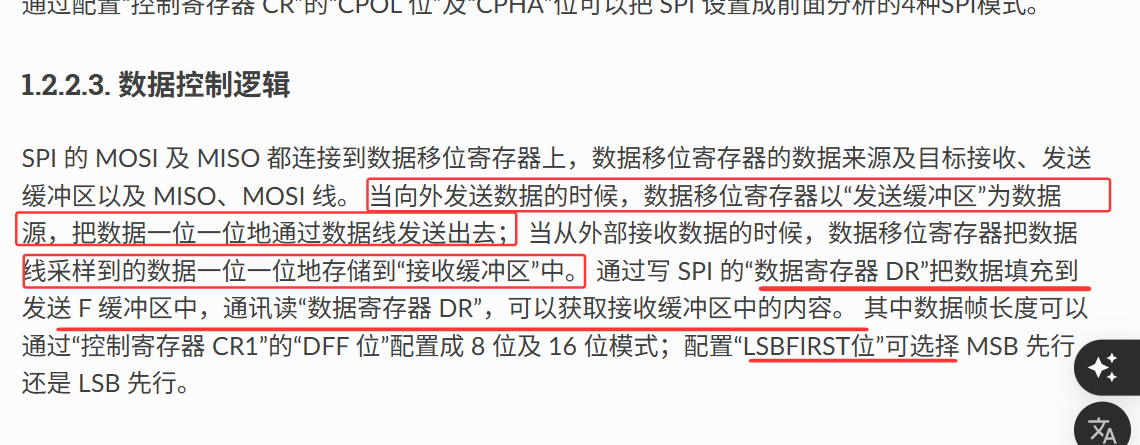 通过配置“控制寄存器 CR”的“CPOL 位”及“CPHA”位可以把 SPI 设置成前面分析的4种SPI模式。
1.2.2.3. 数据控制逻辑
SPI 的 MOSI 及 MISO 都连接到数据移位寄存器上，数据移位寄存器的数据来源及目标接收、发送
缓冲区以及 MISO、MOSI 线。 当向外发送数据的时候，数据移位寄存器以“发送缓冲区”为数据
源，把数据一位一位地通过数据线发送出去； 当从外部接收数据的时候，数据移位寄存器把数据
线采样到的数据一位一位地存储到“接收缓冲区”中。 通过写 SPI 的“数据寄存器 DR”把数据填充到
发送 F 缓冲区中，通讯读“数据寄存器 DR”，可以获取接收缓冲区中的内容。 其中数据帧长度可以
通过“控制寄存器 CR1”的“DFF 位”配置成 8 位及 16 位模式；配置“LSBFIRST位”可选择 MSB 先行
还是 LSB 先行。
文A